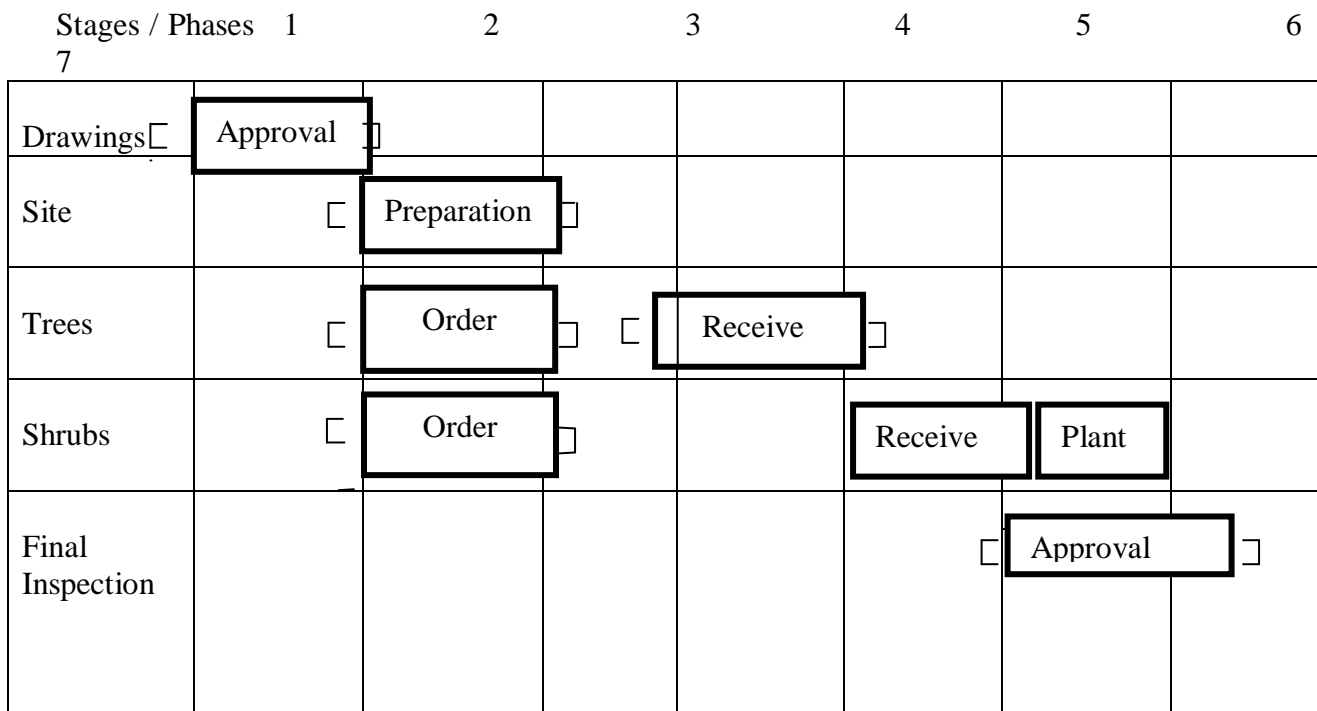 Stages / Phases 1 2 3 4 5 6
7
Drawings Approval
Site Preparation
Trees Order Receive
Shrubs Order Receive Plant
Final
Inspection Approval